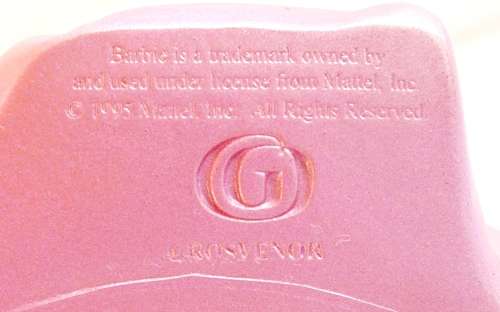 Barbie is a trademark owned by
and used under license from Mattel, Inc.
© 1995 Mattel, Inc. All Rights Reserved.
G
GROSVENOR